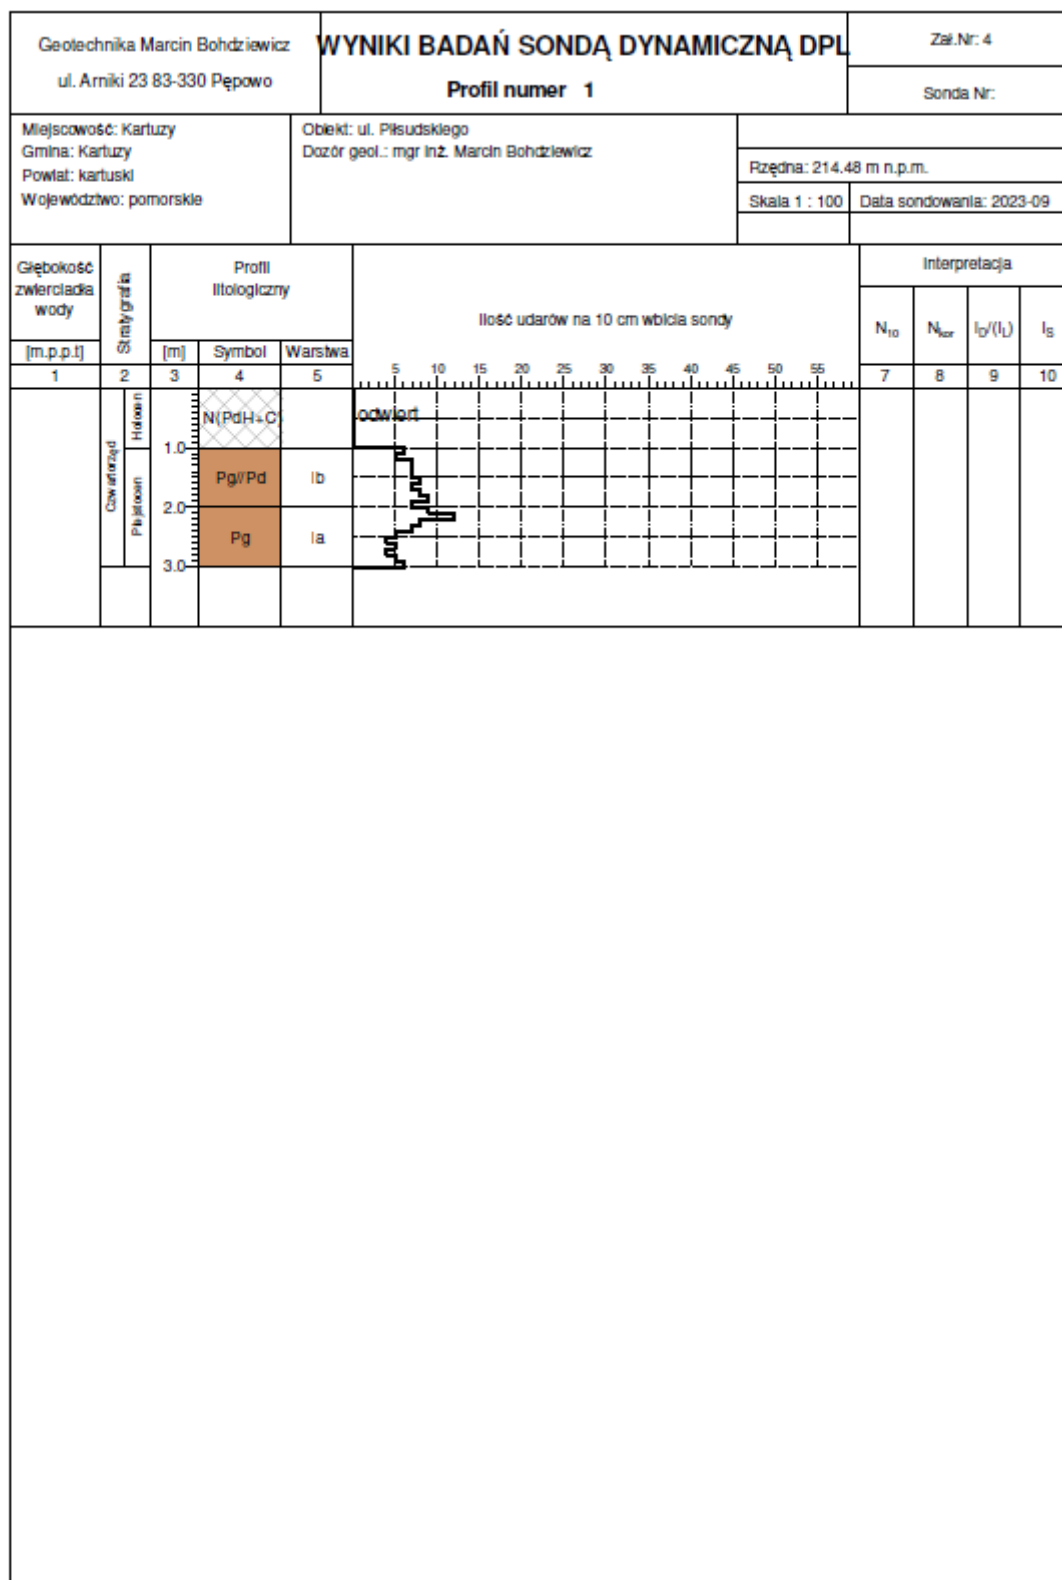 Geotechnika Marcin Bohdziewicz
ul. Arniki 23 83-330 Pępowo
WYNIKI BADAŃ SONDĄ DYNAMICZNĄ DPL
Profil numer 1
Zał.Nr: 4
Sonda Nr:
Miejscowość: Kartuzy
Gmina: Kartuzy
Powiat: kartuski
Województwo: pomorskie
Obiekt: ul. Piłsudskiego
Dozór geol.: mgr inż. Marcin Bohdziewicz
Rzędna: 214.48 m n.p.m.
Skala 1 : 100
Data sondowania: 2023-09
Głębokość
zwierciadła
wody
[m.p.p.t]
Stratygrafia
Profil
litologiczny
[m] Symbol Warstwa
Ilość udarów na 10 cm wbicia sondy
5 10 15 20 25 30 35 40 45 50 55
Interpretacja
N10 Nkor ID/(IL) IS
1 2 3 4 5 7 8 9 10
Czwartorzęd
Holocen
Plejstocen
N(PdH+C)
odwiert
1.0
Pg//Pd Ib
2.0
Pg Ia
3.0